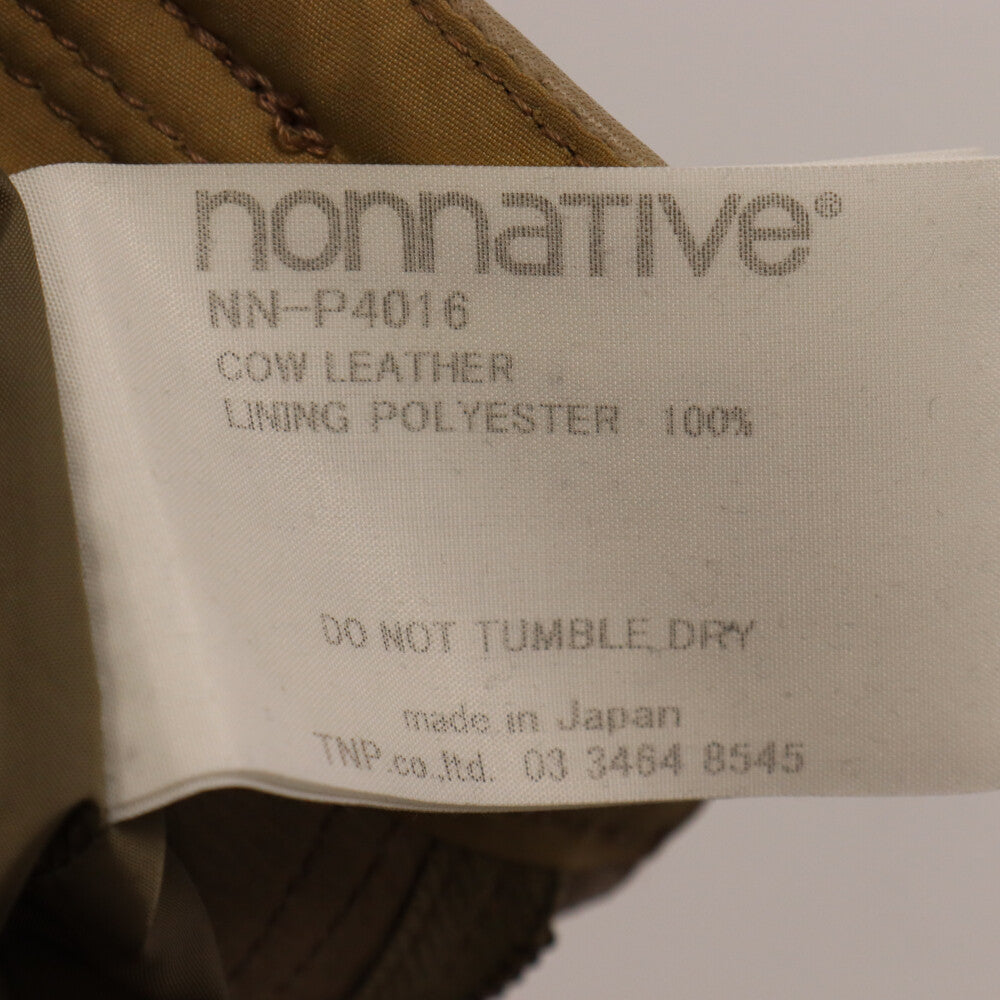 nonnative®
NN-P4016
COW LEATHER
LINING POLYESTER 100%
DO NOT TUMBLE DRY
made in Japan
TNP.co.,ltd. 03 3464 8545